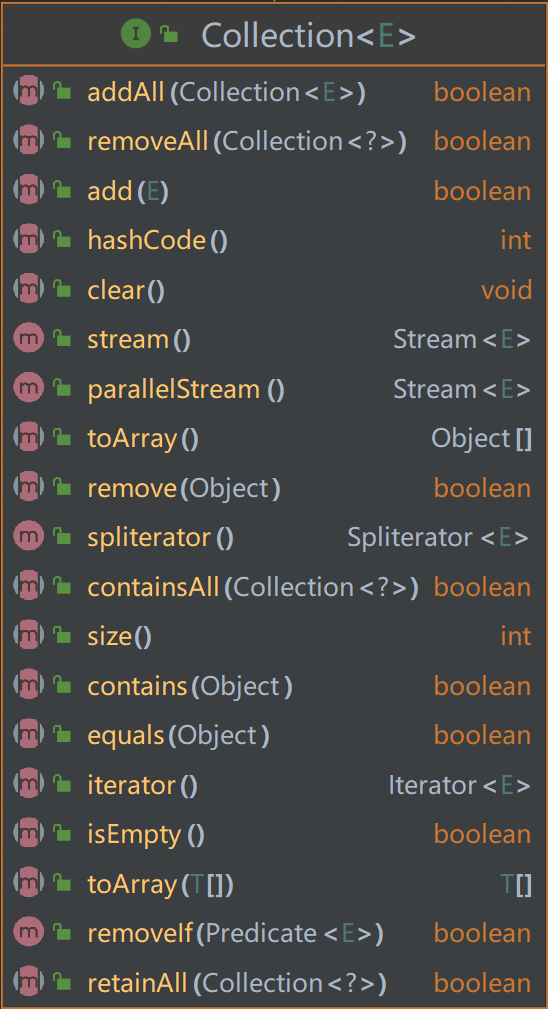 I Collection<E>
m addAll(Collection<E>) boolean
m removeAll(Collection<?>) boolean
m add(E) boolean
m hashCode() int
m clear() void
m stream() Stream<E>
m parallelStream() Stream<E>
m toArray() Object[]
m remove(Object) boolean
m spliterator() Spliterator<E>
m containsAll(Collection<?>) boolean
m size() int
m contains(Object) boolean
m equals(Object) boolean
m iterator() Iterator<E>
m isEmpty() boolean
m toArray(T[]) T[]
m removeIf(Predicate<E>) boolean
m retainAll(Collection<?>) boolean